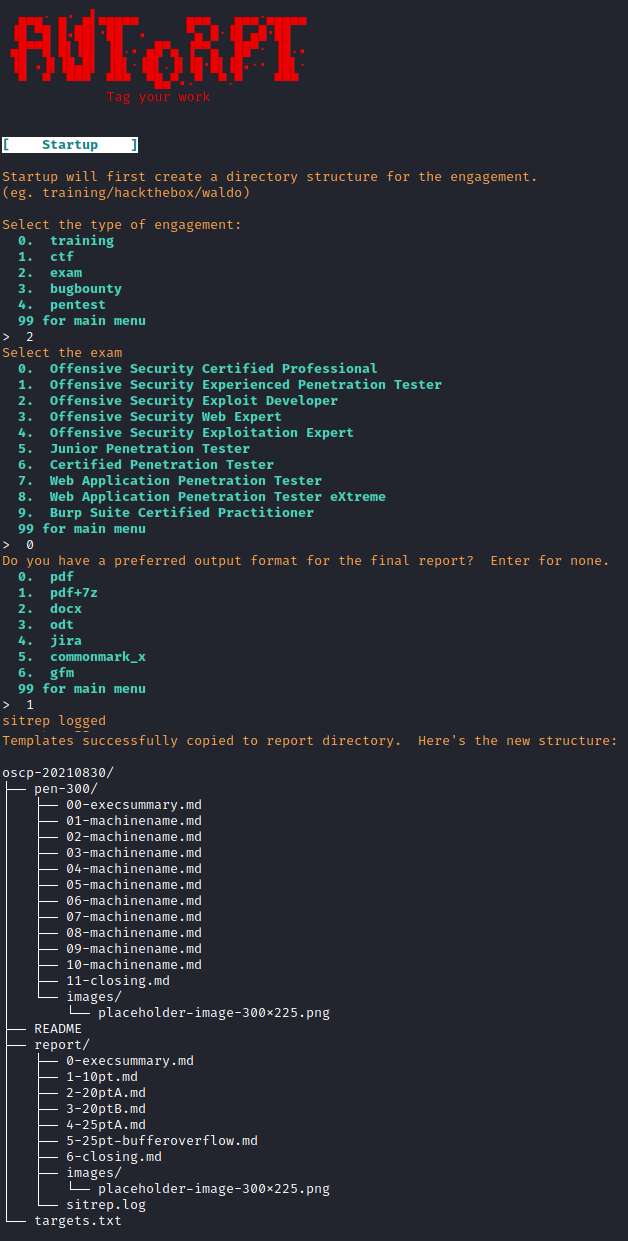 Tag your work
[    Startup    ]
Startup will first create a directory structure for the engagement.
(eg. training/hackthebox/waldo)
Select the type of engagement:
0.  training
1.  ctf
2.  exam
3.  bugbounty
4.  pentest
99 for main menu
>  2
Select the exam
0.  Offensive Security Certified Professional
1.  Offensive Security Experienced Penetration Tester
2.  Offensive Security Exploit Developer
3.  Offensive Security Web Expert
4.  Offensive Security Exploitation Expert
5.  Junior Penetration Tester
6.  Certified Penetration Tester
7.  Web Application Penetration Tester
8.  Web Application Penetration Tester eXtreme
9.  Burp Suite Certified Practitioner
99 for main menu
>  0
Do you have a preferred output format for the final report?  Enter for none.
0.  pdf
1.  pdf+7z
2.  docx
3.  odt
4.  jira
5.  commonmark_x
6.  gfm
99 for main menu
>  1
sitrep logged
Templates successfully copied to report directory.  Here's the new structure:
oscp-20210830/
├── pen-300/
│   ├── 00-execsummary.md
│   ├── 01-machinename.md
│   ├── 02-machinename.md
│   ├── 03-machinename.md
│   ├── 04-machinename.md
│   ├── 05-machinename.md
│   ├── 06-machinename.md
│   ├── 07-machinename.md
│   ├── 08-machinename.md
│   ├── 09-machinename.md
│   ├── 10-machinename.md
│   ├── 11-closing.md
│   └── images/
│       └── placeholder-image-300×225.png
├── README
├── report/
│   ├── 0-execsummary.md
│   ├── 1-10pt.md
│   ├── 2-20ptA.md
│   ├── 3-20ptB.md
│   ├── 4-25ptA.md
│   ├── 5-25pt-bufferoverflow.md
│   ├── 6-closing.md
│   ├── images/
│   │   └── placeholder-image-300×225.png
│   └── sitrep.log
└── targets.txt